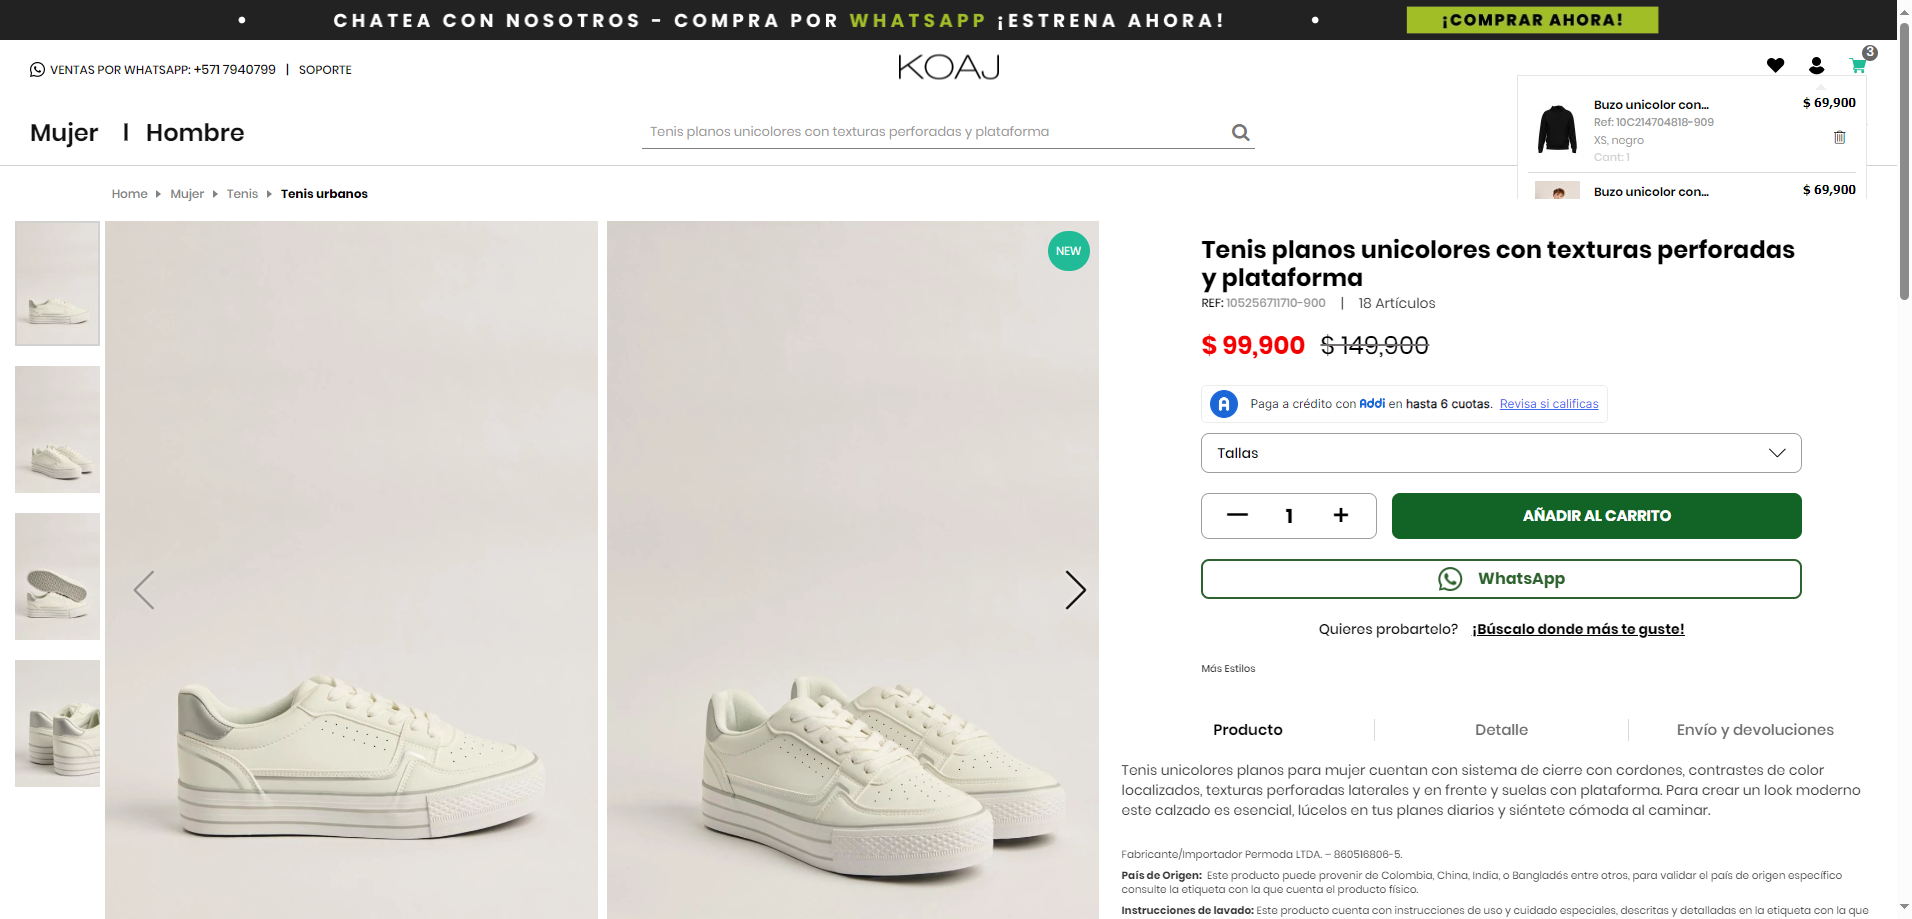 CHATEA CON NOSOTROS - COMPRA POR WHATSAPP ¡ESTRENA AHORA!
¡COMPRAR AHORA!
VENTAS POR WHATSAPP: +571 7940799 | SOPORTE
KOAJ
3
Mujer | Hombre
Tenis planos unicolores con texturas perforadas y plataforma
Buzo unicolor con...
$ 69,900
Ref: 10C214704818-909
XS, negro
Cant: 1
Buzo unicolor con...
$ 69,900
Home Mujer Tenis Tenis urbanos
NEW
Tenis planos unicolores con texturas perforadas
y plataforma
REF: 105256711710-900 | 18 Artículos
$ 99,900 $ 149,900
Paga a crédito con Addi en hasta 6 cuotas. Revisa si calificas
Tallas
1
AÑADIR AL CARRITO
WhatsApp
Quieres probartelo? ¡Búscalo donde más te guste!
Más Estilos
Producto
Detalle
Envío y devoluciones
Tenis unicolores planos para mujer cuentan con sistema de cierre con cordones, contrastes de color
localizados, texturas perforadas laterales y en frente y suelas con plataforma. Para crear un look moderno
este calzado es esencial, lúcelos en tus planes diarios y siéntete cómoda al caminar.
Fabricante/Importador Permoda LTDA. – 860516806-5.
País de Origen: Este producto puede provenir de Colombia, China, India, o Bangladés entre otros, para validar el país de origen específico
consulte la etiqueta con la que cuenta el producto físico.
Instrucciones de lavado: Este producto cuenta con instrucciones de uso y cuidado especiales, descritas y detalladas en la etiqueta con la que